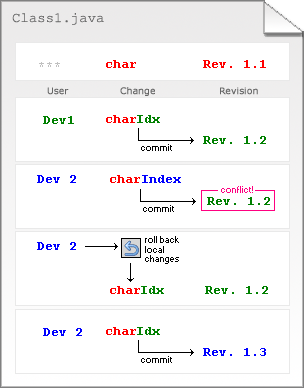 Class1.java
*** char Rev. 1.1
User Change Revision
Dev1 charIdx
commit Rev. 1.2
Dev 2 charIndex
conflict!
commit Rev. 1.2
Dev 2 roll back
local
changes
charIdx Rev. 1.2
Dev 2 charIdx
commit Rev. 1.3